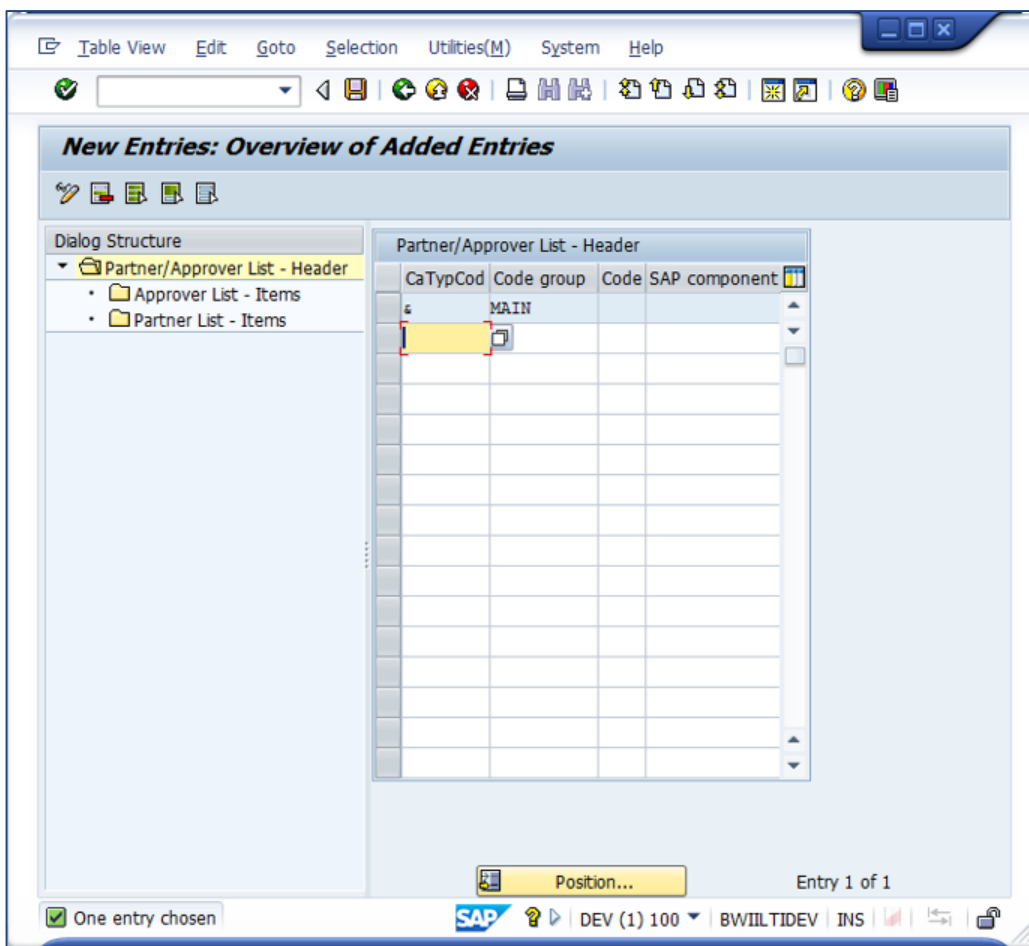 Table View Edit Goto Selection Utilities(M) System Help
New Entries: Overview of Added Entries
Dialog Structure
Partner/Approver List - Header
Approver List - Items
Partner List - Items
Partner/Approver List - Header
CaTypCod Code group Code SAP component
& MAIN
Position...
Entry 1 of 1
One entry chosen
SAP DEV (1) 100 BWIILTIDEV INS